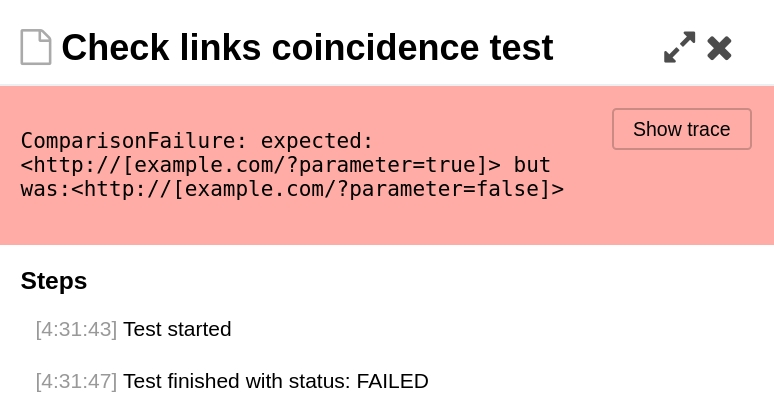 Check links coincidence test
Show trace
ComparisonFailure: expected:
<http://[example.com/?parameter=true]> but
was:<http://[example.com/?parameter=false]>
Steps
[4:31:43] Test started
[4:31:47] Test finished with status: FAILED